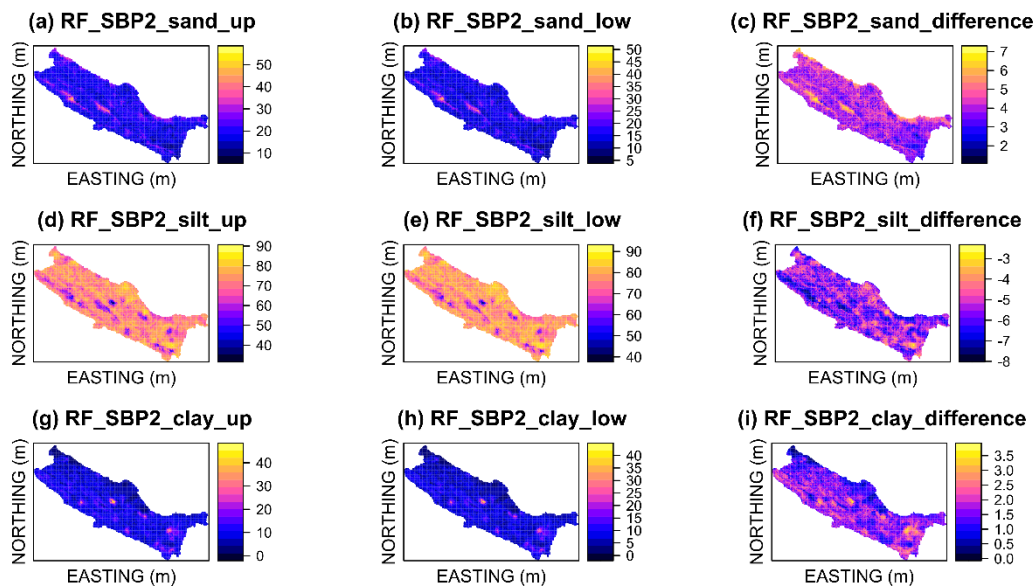 (a) RF_SBP2_sand_up
NORTHING (m)
50
40
30
20
10
EASTING (m)
(b) RF_SBP2_sand_low
NORTHING (m)
50
45
40
35
30
25
20
15
10
5
EASTING (m)
(c) RF_SBP2_sand_difference
NORTHING (m)
7
6
5
4
3
2
EASTING (m)
(d) RF_SBP2_silt_up
NORTHING (m)
90
80
70
60
50
40
EASTING (m)
(e) RF_SBP2_silt_low
NORTHING (m)
90
80
70
60
50
40
EASTING (m)
(f) RF_SBP2_silt_difference
NORTHING (m)
-3
-4
-5
-6
-7
-8
EASTING (m)
(g) RF_SBP2_clay_up
NORTHING (m)
40
30
20
10
0
EASTING (m)
(h) RF_SBP2_clay_low
NORTHING (m)
40
35
30
25
20
15
10
5
0
EASTING (m)
(i) RF_SBP2_clay_difference
NORTHING (m)
3.5
3.0
2.5
2.0
1.5
1.0
0.5
0.0
EASTING (m)